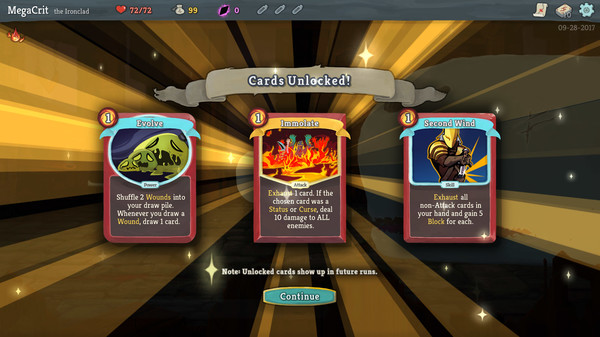 MegaCrit the Ironclad 72/72 99 0
09-28-2017
Cards Unlocked!
1 Evolve
Power
Shuffle 2 Wounds into
your draw pile.
Whenever you draw a
Wound, draw 1 card.
1 Immolate
Attack
Exhaust 1 card. If the
chosen card was a
Status or Curse, deal
10 damage to ALL
enemies.
1 Second Wind
Skill
Exhaust all
non-Attack cards in
your hand and gain 5
Block for each.
Note: Unlocked cards show up in future runs.
Continue